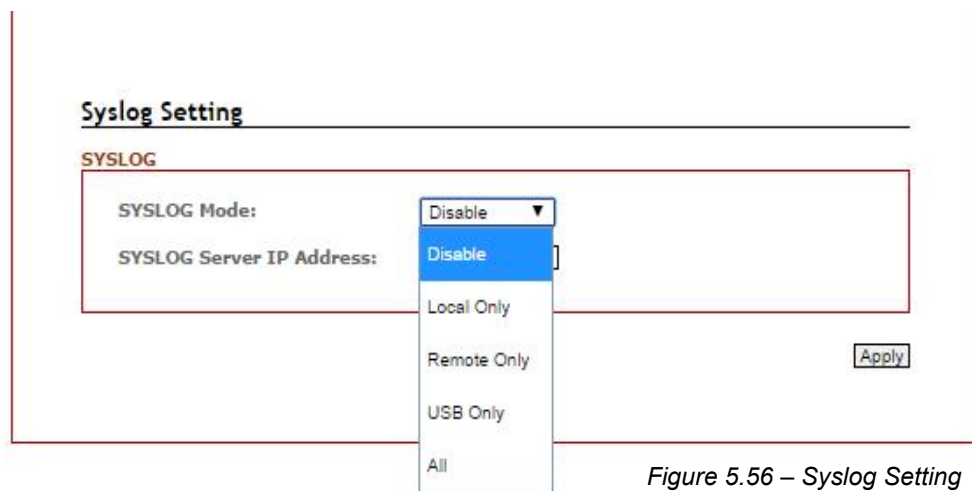 Syslog Setting
SYSLOG
SYSLOG Mode:
Disable ▼
SYSLOG Server IP Address:
Disable
Local Only
Remote Only
USB Only
All
Apply
Figure 5.56 – Syslog Setting